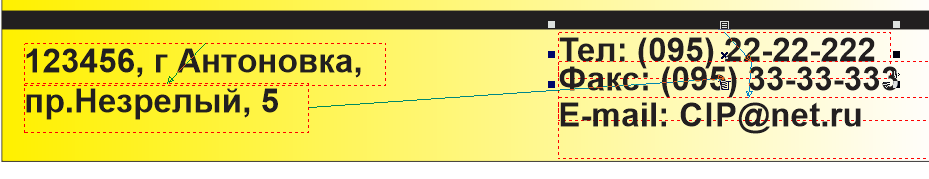 123456, г Антоновка,
пр.Незрелый, 5
Тел: (095) 22-22-222
Факс: (095) 33-33-333
E-mail: CIP@net.ru